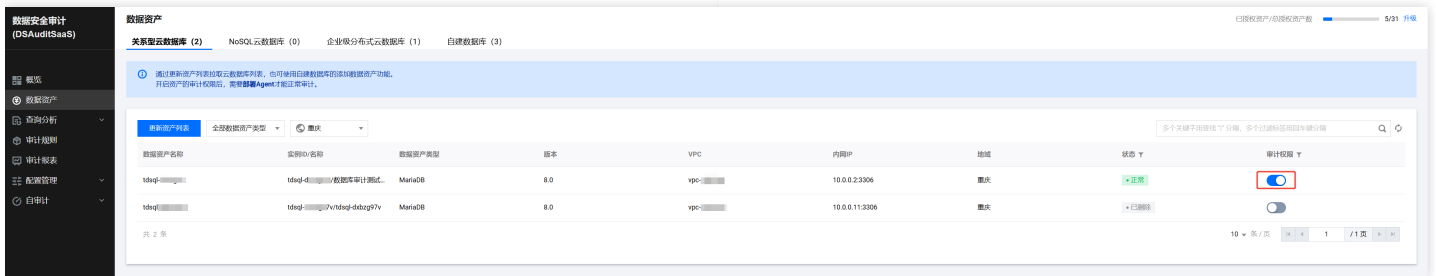 数据安全审计
(DSAuditSaaS)
概览
数据资产
查询分析
审计规则
审计报表
配置管理
自审计
数据资产
已授权资产/总授权资产数 5/31 升级
关系型云数据库（2） NoSQL云数据库（0） 企业级分布式云数据库（1） 自建数据库（3）
通过更新资产列表拉取云数据库列表，也可使用自建数据库的添加数据资产功能。
开启资产的审计权限后，需要部署Agent才能正常审计。
更新资产列表 全部数据资产类型 重庆 多个关键字用竖线“|”分隔，多个过滤标签用回车键分隔
数据资产名称 实例ID/名称 数据资产类型 版本 VPC 内网IP 地域 状态 审计权限
tdsql- tdsql-d /数据库审计测试... MariaDB 8.0 vpc- 10.0.0.2:3306 重庆 正常
tdsql tdsql- 7v/tdsql-dxbzg97v MariaDB 8.0 vpc- 10.0.0.11:3306 重庆 已删除
共 2 条 10 条 / 页 1 / 1 页